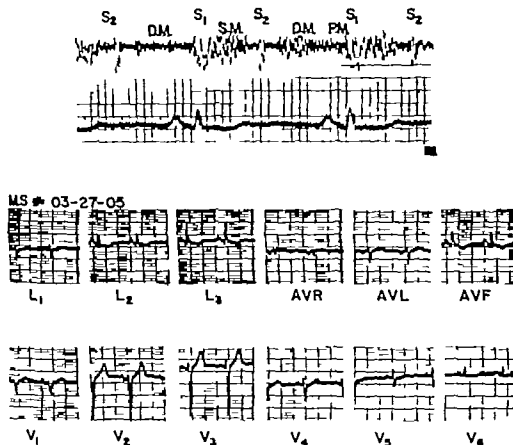 S₂ D.M. S₁ S.M. S₂ D.M. P.M. S₁ S₂
M.S # 03-27-05
L₁ L₂ L₃ AVR AVL AVF
V₁ V₂ V₃ V₄ V₅ V₆